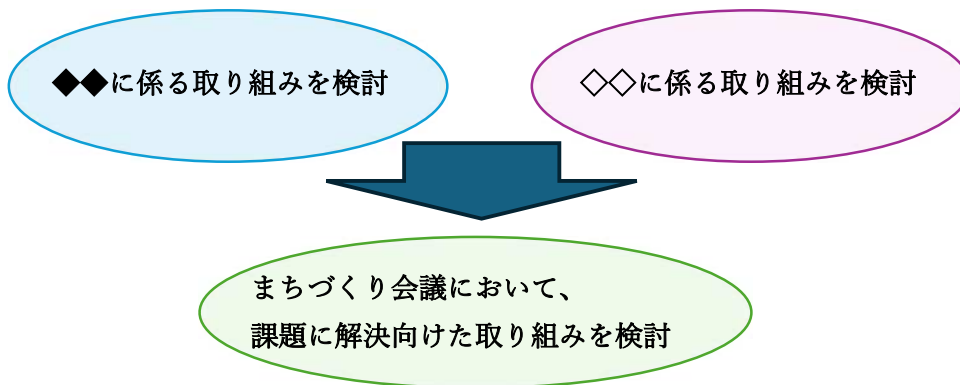 ◆◆に係る取り組みを検討
◇◇に係る取り組みを検討
まちづくり会議において、
課題に解決向けた取り組みを検討